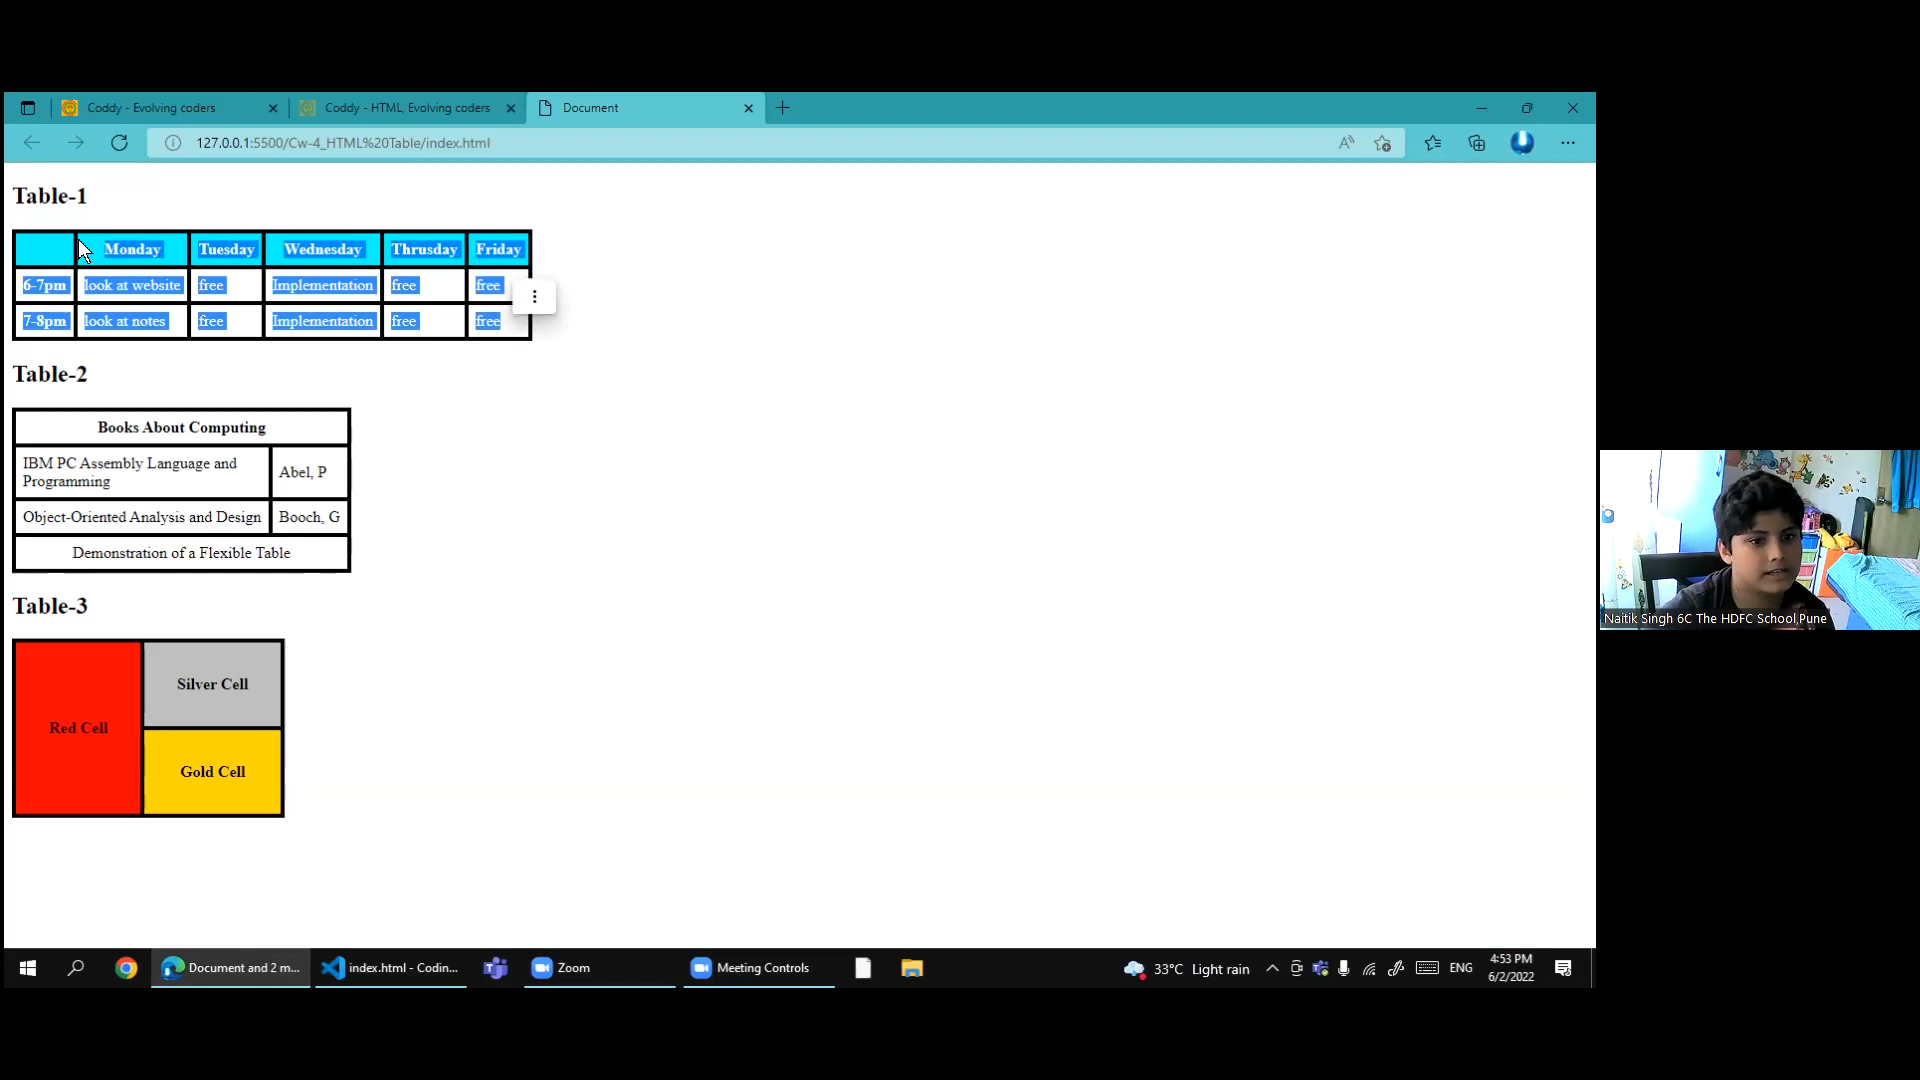 Coddy - Evolving coders
Coddy - HTML, Evolving coders
Document
127.0.0.1:5500/Cw-4_HTML%20Table/index.html
Table-1
Monday Tuesday Wednesday Thrusday Friday
6-7pm look at website free Implementation free free
7-8pm look at notes free Implementation free free
Table-2
Books About Computing
IBM PC Assembly Language and
Programming
Abel, P
Object-Oriented Analysis and Design Booch, G
Demonstration of a Flexible Table
Table-3
Red Cell
Silver Cell
Gold Cell
Naitik Singh 6C The HDFC School,Pune
Document and 2 m...
index.html - Codin...
Zoom
Meeting Controls
33°C Light rain
ENG
4:53 PM
6/2/2022